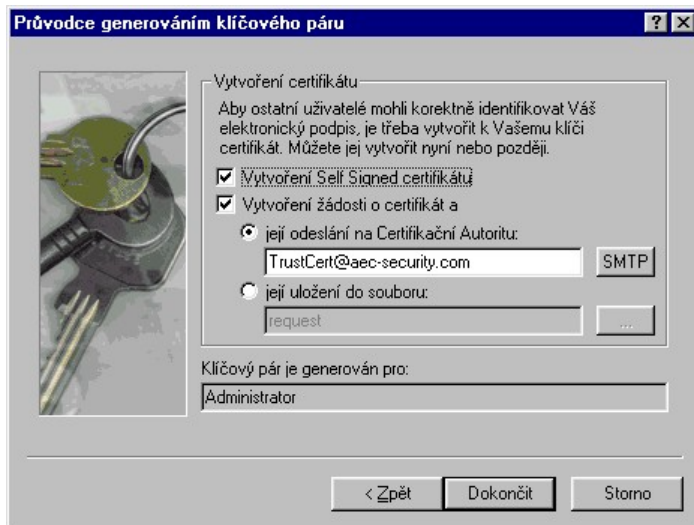 Průvodce generováním klíčového páru
Vytvoření certifikátu
Aby ostatní uživatelé mohli korektně identifikovat Váš
elektronický podpis, je třeba vytvořit k Vašemu klíči
certifikát. Můžete jej vytvořit nyní nebo později.
Vytvoření Self Signed certifikátu
Vytvoření žádosti o certifikát a
její odeslání na Certifikační Autoritu:
TrustCert@aec-security.com SMTP
její uložení do souboru:
request ...
Klíčový pár je generován pro:
Administrator
< Zpět Dokončit Storno